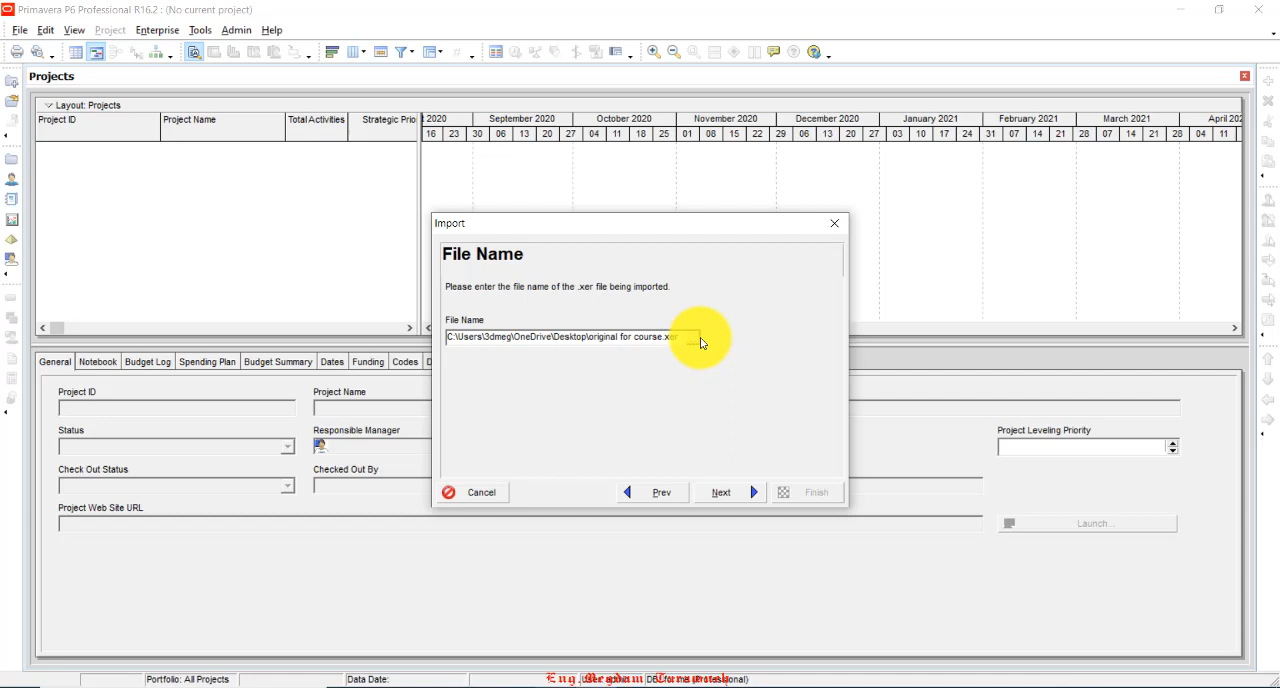 Primavera P6 Professional R16.2 : (No current project)
File Edit View Project Enterprise Tools Admin Help
Projects
Layout: Projects
Project ID Project Name Total Activities Strategic Prio
2020 September 2020 October 2020 November 2020 December 2020 January 2021 February 2021 March 2021 April 202
16 23 30 06 13 20 27 04 11 18 25 01 08 15 22 29 06 13 20 27 03 10 17 24 31 07 14 21 28 07 14 21 28 04 11
Import
File Name
Please enter the file name of the .xer file being imported.
File Name
C:\Users\3dmeg\OneDrive\Desktop\original for course.xer
Cancel Prev Next Finish
General Notebook Budget Log Spending Plan Budget Summary Dates Funding Codes D
Project ID Project Name
Status Responsible Manager Project Leveling Priority
Check Out Status Checked Out By
Project Web Site URL
Launch...
Portfolio: All Projects Data Date: